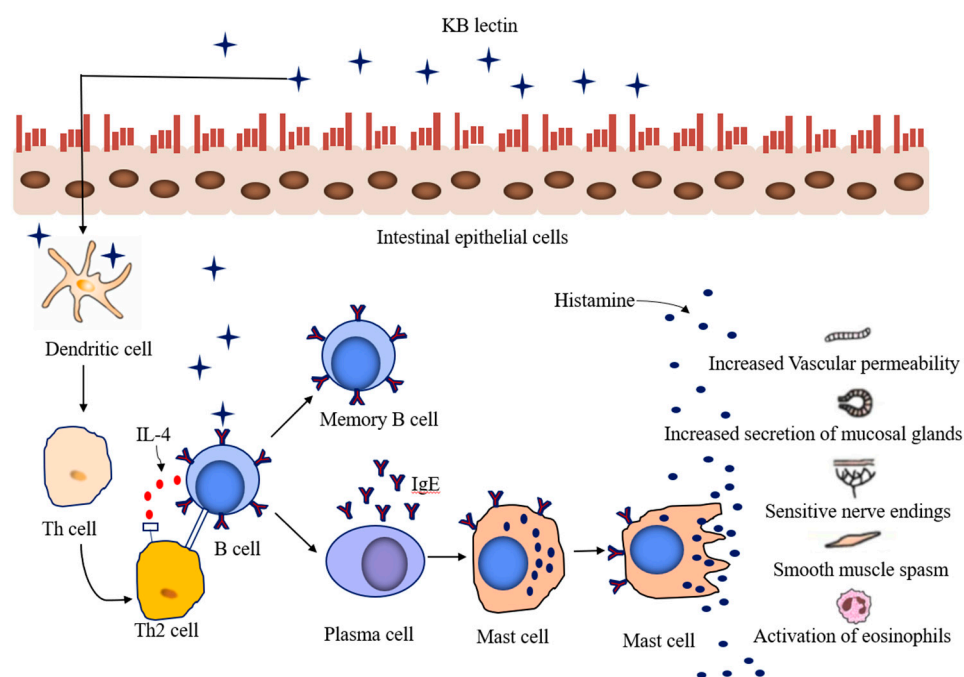 KB lectin
Intestinal epithelial cells
Dendritic cell
Histamine
Increased Vascular permeability
Memory B cell
IL-4
Increased secretion of mucosal glands
IgE
Th cell
B cell
Sensitive nerve endings
Smooth muscle spasm
Th2 cell
Plasma cell
Mast cell
Mast cell
Activation of eosinophils